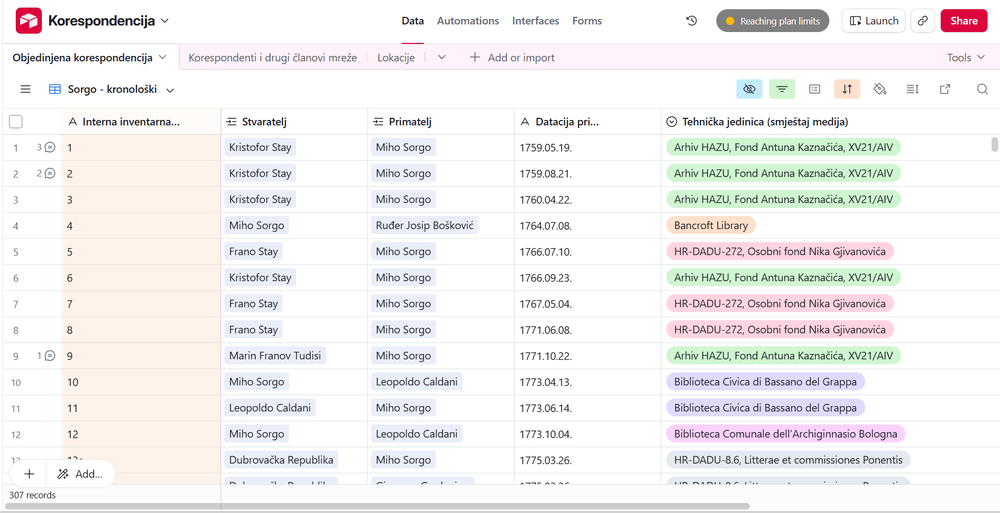 Korespondencija
Data Automations Interfaces Forms
Reaching plan limits Launch Share
Objedinjena korespondencija Korespondenti i drugi članovi mreže Lokacije Add or import Tools
Sorgo - kronološki
Interna inventarna... Stvaratelj Primatelj Datacija pri... Tehnička jedinica (smještaj medija)
1 3 1 Kristofor Stay Miho Sorgo 1759.05.19. Arhiv HAZU, Fond Antuna Kaznačića, XV21/AIV
2 2 2 Kristofor Stay Miho Sorgo 1759.08.21. Arhiv HAZU, Fond Antuna Kaznačića, XV21/AIV
3 3 Kristofor Stay Miho Sorgo 1760.04.22. Arhiv HAZU, Fond Antuna Kaznačića, XV21/AIV
4 4 Miho Sorgo Ruđer Josip Bošković 1764.07.08. Bancroft Library
5 5 Frano Stay Miho Sorgo 1766.07.10. HR-DADU-272, Osobni fond Nika Gjivanovića
6 6 Kristofor Stay Miho Sorgo 1766.09.23. Arhiv HAZU, Fond Antuna Kaznačića, XV21/AIV
7 7 Frano Stay Miho Sorgo 1767.05.04. HR-DADU-272, Osobni fond Nika Gjivanovića
8 8 Frano Stay Miho Sorgo 1771.06.08. HR-DADU-272, Osobni fond Nika Gjivanovića
9 1 9 Marin Franov Tudisi Miho Sorgo 1771.10.22. Arhiv HAZU, Fond Antuna Kaznačića, XV21/AIV
10 10 Miho Sorgo Leopoldo Caldani 1773.04.13. Biblioteca Civica di Bassano del Grappa
11 11 Leopoldo Caldani Miho Sorgo 1773.06.14. Biblioteca Civica di Bassano del Grappa
12 12 Miho Sorgo Leopoldo Caldani 1773.10.04. Biblioteca Comunale dell'Archiginnasio Bologna
Dubrovačka Republika Miho Sorgo 1775.03.26. HR-DADU-8.6, Litterae et commissiones Ponentis
Add...
307 records